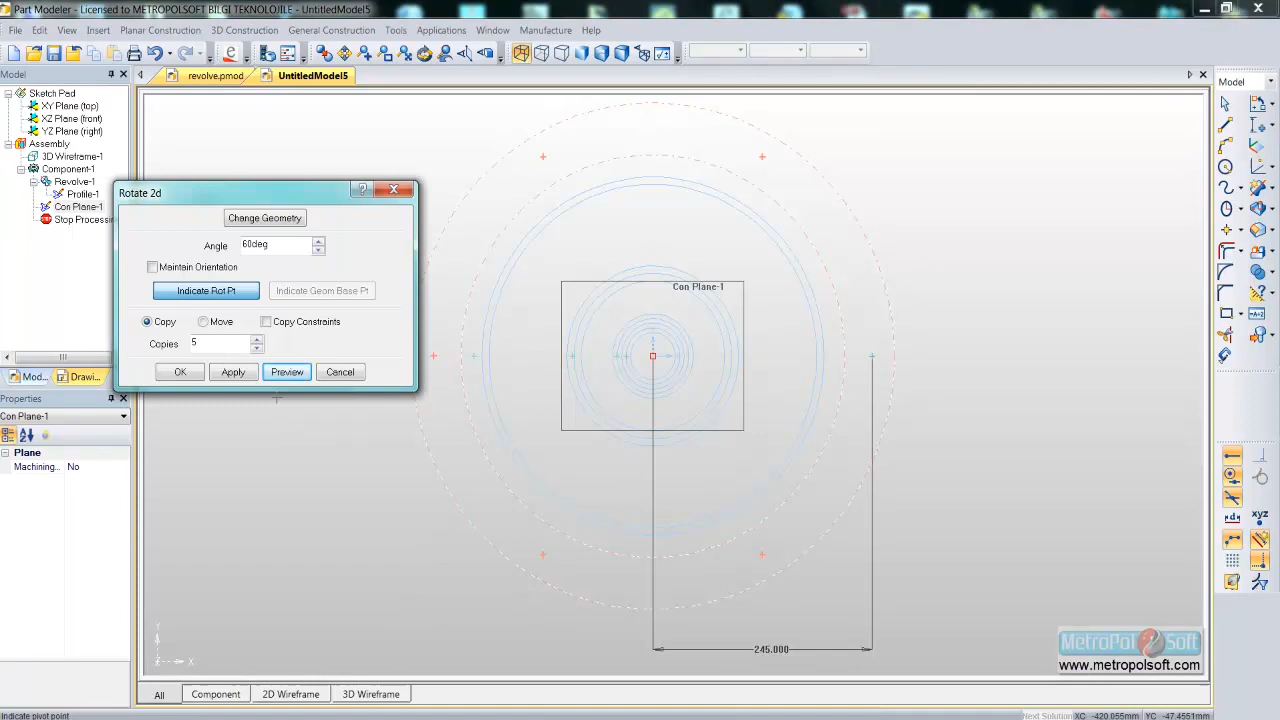 Part Modeler - Licensed to METROPOLSOFT BILGI TEKNOLOJILE - UntitledModel5
File Edit View Insert Planar Construction 3D Construction General Construction Tools Applications Window Manufacture Help
Model
revolve.pmod UntitledModel5
Model
Sketch Pad
XY Plane (top)
XZ Plane (front)
YZ Plane (right)
Assembly
3D Wireframe-1
Component-1
Revolve-1
Profile-1
Con Plane-1
Stop Process
Rotate 2d
Change Geometry
Angle 60deg
Maintain Orientation
Indicate Rot Pt Indicate Geom Base Pt
Copy Move Copy Constraints
Copies 5
OK Apply Preview Cancel
Mod... Drawi...
Properties
Con Plane-1
Plane
Machining... No
Con Plane-1
245.000
Y
Z X
xyz
MetroPol Soft
www.metropolsoft.com
All Component 2D Wireframe 3D Wireframe
Indicate pivot point
Next Solution XC = -420.055mm YC = -47.4551